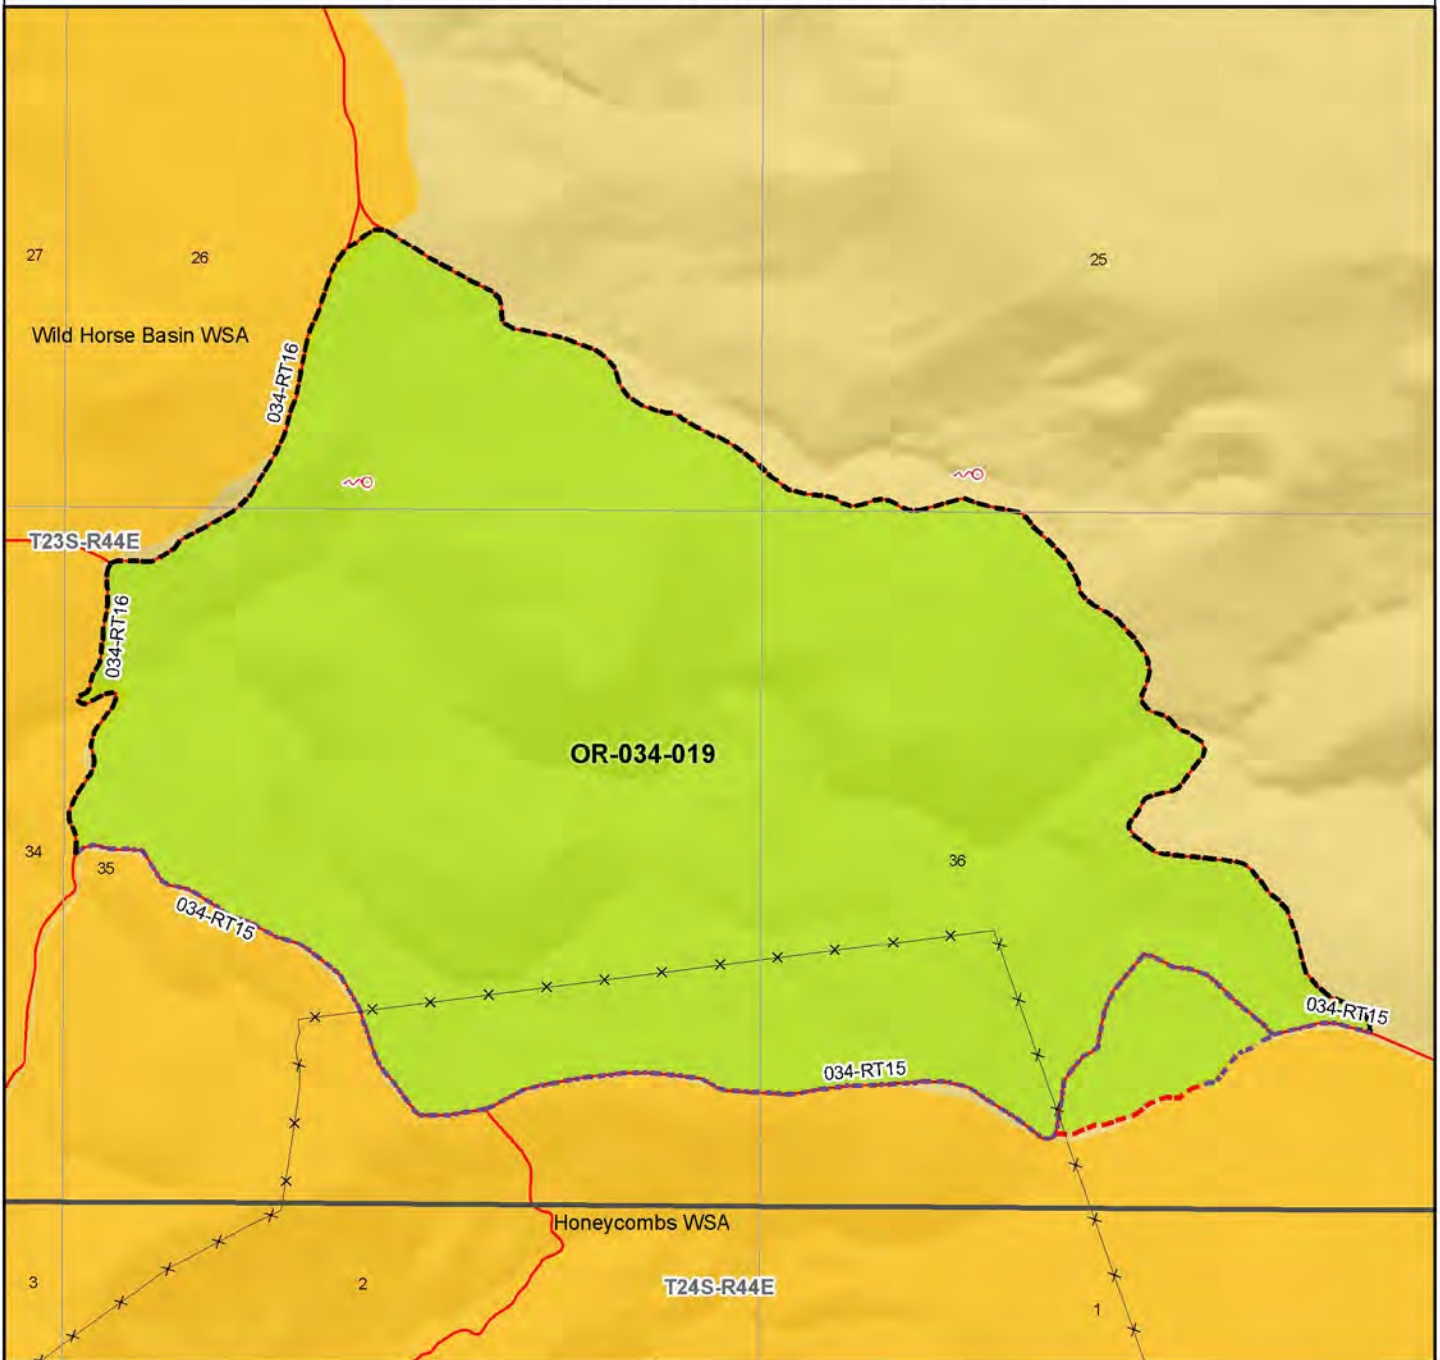 27
26
25
Wild Horse Basin WSA
034-RT16
T23S-R44E
034-RT16
OR-034-019
34
35
36
034-RT15
034-RT15
034-RT15
Honeycombs WSA
3
2
T24S-R44E
1